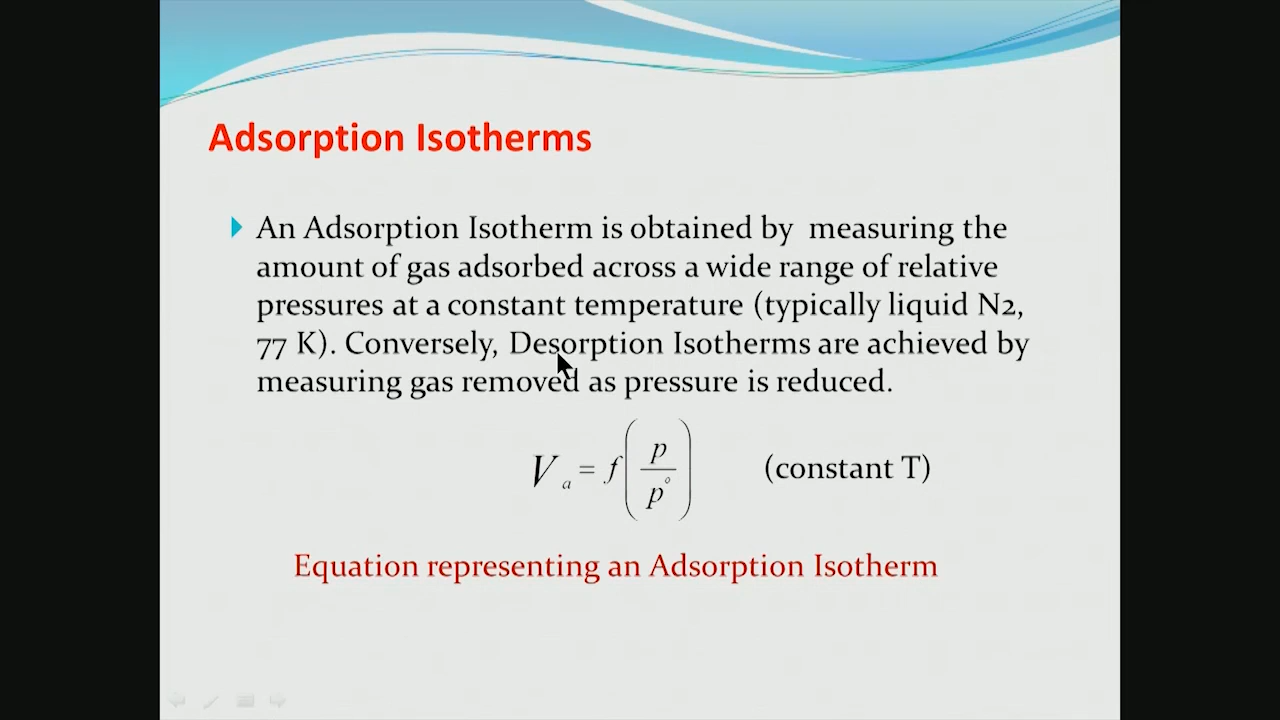 Adsorption Isotherms
An Adsorption Isotherm is obtained by measuring the
amount of gas adsorbed across a wide range of relative
pressures at a constant temperature (typically liquid N2,
77 K). Conversely, Desorption Isotherms are achieved by
measuring gas removed as pressure is reduced.
V a = f ( p / p° ) (constant T)
Equation representing an Adsorption Isotherm